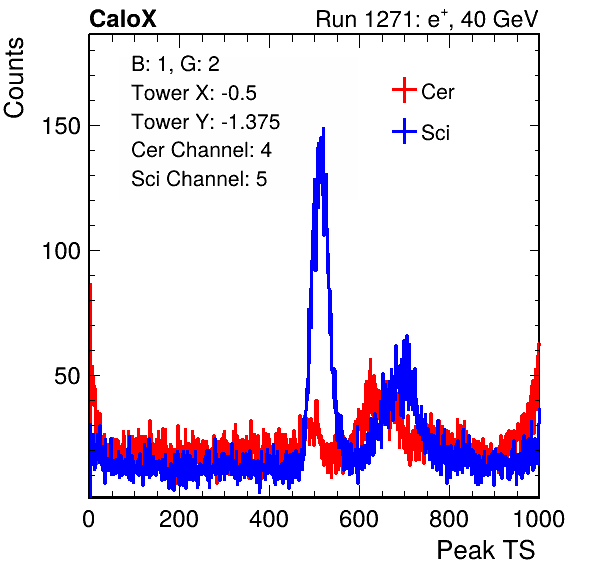 CaloX Run 1271: e⁺, 40 GeV
Counts
B: 1, G: 2
Tower X: -0.5
Tower Y: -1.375
Cer Channel: 4
Sci Channel: 5
Cer
Sci
150
100
50
0 200 400 600 800 1000
Peak TS